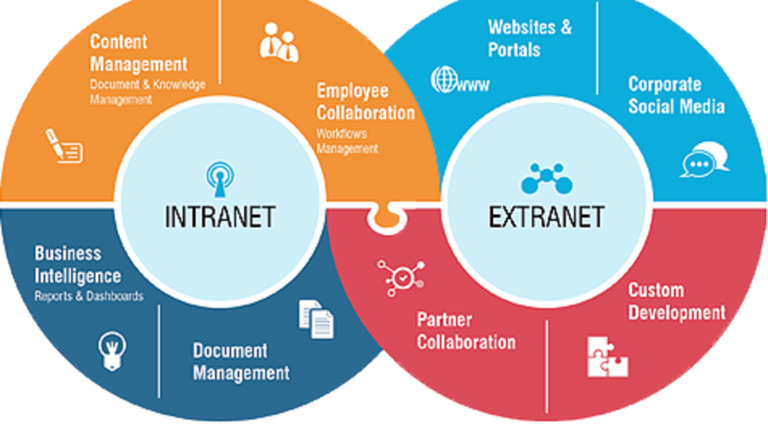 Content
Management
Document & Knowledge
Management
Employee
Collaboration
Workflows
Management
INTRANET
Business
Intelligence
Reports & Dashboards
Document
Management
Websites &
Portals
www
Corporate
Social Media
EXTRANET
Partner
Collaboration
Custom
Development